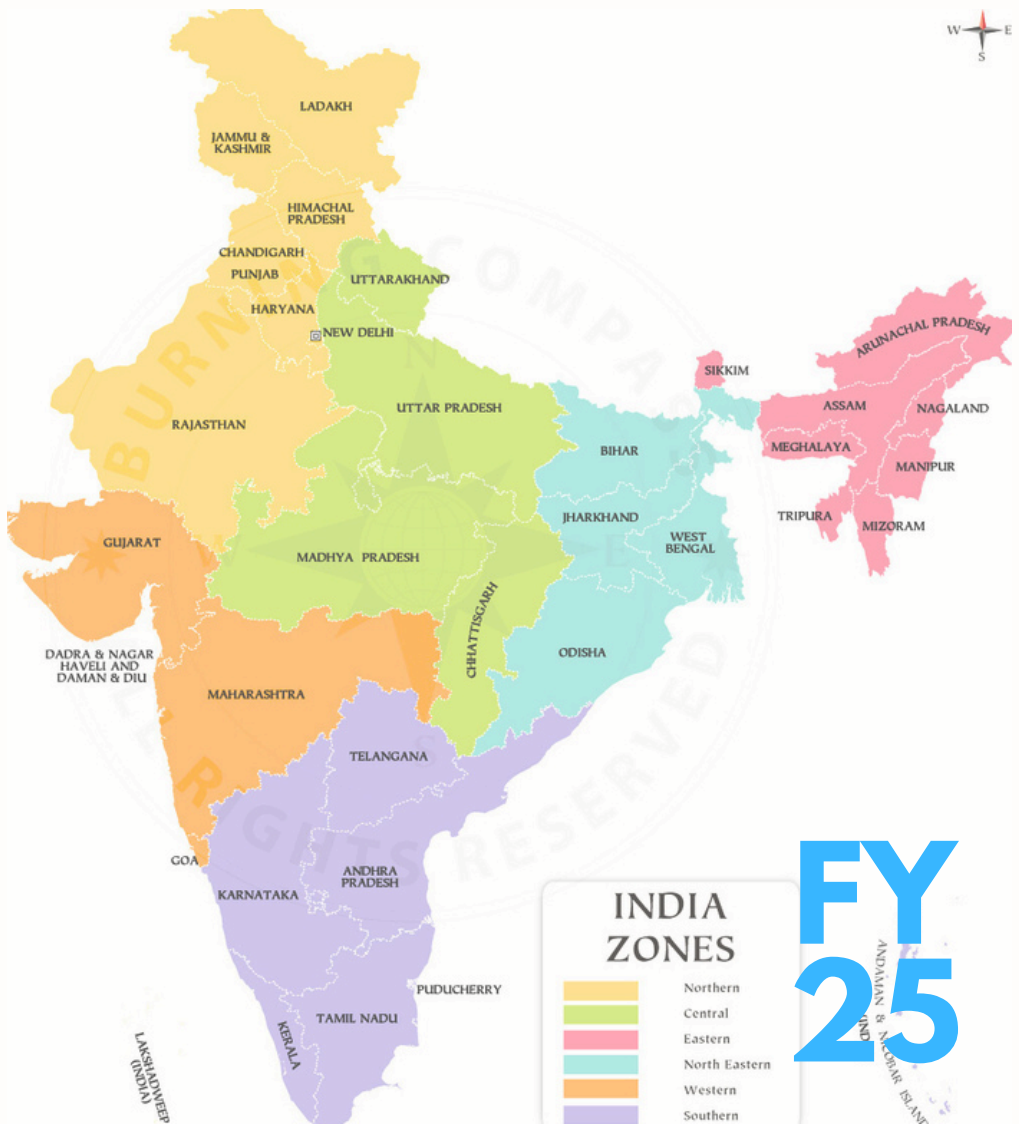 W
E
S
LADAKH
JAMMU &
KASHMIR
HIMACHAL
PRADESH
CHANDIGARH
PUNJAB
UTTARAKHAND
HARYANA
NEW DELHI
ARUNACHAL PRADESH
SIKKIM
RAJASTHAN
UTTAR PRADESH
ASSAM
NAGALAND
BIHAR
MEGHALAYA
MANIPUR
JHARKHAND
TRIPURA
MIZORAM
GUJARAT
MADHYA PRADESH
WEST
BENGAL
CHHATTISGARH
DADRA & NAGAR
HAVELI AND
DAMAN & DIU
ODISHA
MAHARASHTRA
TELANGANA
GOA
KARNATAKA
ANDHRA
PRADESH
PUDUCHERRY
TAMIL NADU
KERALA
LAKSHADWEEP
(INDIA)
INDIA
ZONES
Northern
Central
Eastern
North Eastern
Western
Southern
FY
25
ANDAMAN & NICOBAR
BURNING COMPASS
ALL RIGHTS RESERVED
N
W
E
S